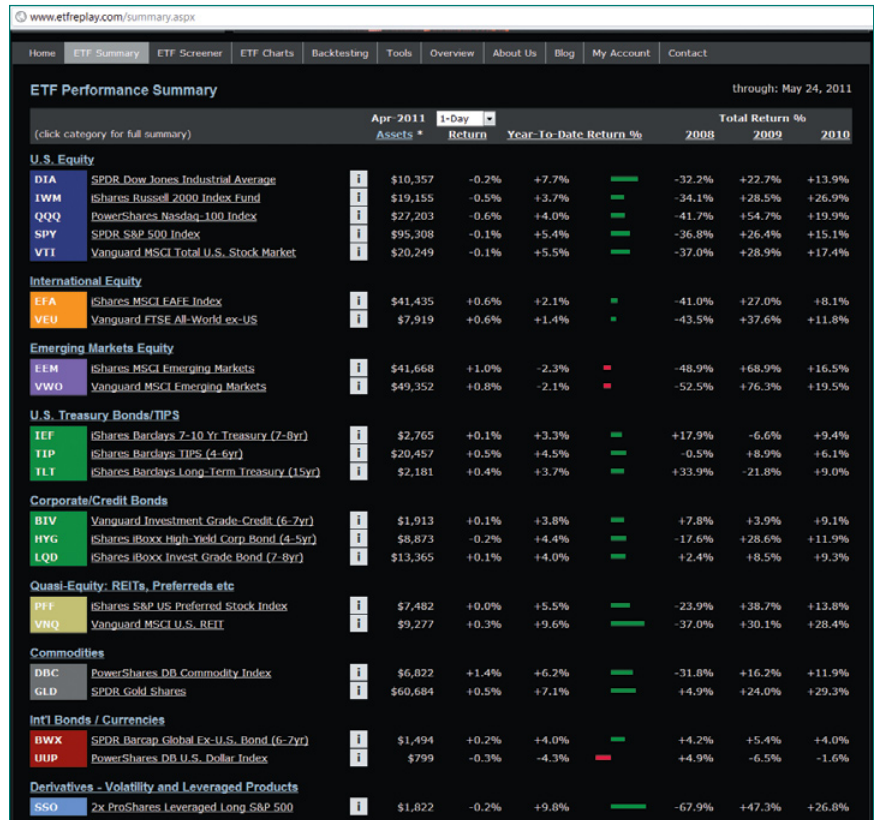 www.etfreplay.com/summary.aspx
Home ETF Summary ETF Screener ETF Charts Backtesting Tools Overview About Us Blog My Account Contact
ETF Performance Summary through: May 24, 2011
Apr-2011 1-Day Total Return %
(click category for full summary) Assets * Return Year-To-Date Return % 2008 2009 2010
U.S. Equity
DIA SPDR Dow Jones Industrial Average i $10,357 -0.2% +7.7% -32.2% +22.7% +13.9%
IWM iShares Russell 2000 Index Fund i $19,155 -0.5% +3.7% -34.1% +28.5% +26.9%
QQQ PowerShares Nasdaq-100 Index i $27,203 -0.6% +4.0% -41.7% +54.7% +19.9%
SPY SPDR S&P 500 Index i $95,308 -0.1% +5.4% -36.8% +26.4% +15.1%
VTI Vanguard MSCI Total U.S. Stock Market i $20,249 -0.1% +5.5% -37.0% +28.9% +17.4%
International Equity
EFA iShares MSCI EAFE Index i $41,435 +0.6% +2.1% -41.0% +27.0% +8.1%
VEU Vanguard FTSE All-World ex-US i $7,919 +0.6% +1.4% -43.5% +37.6% +11.8%
Emerging Markets Equity
EEM iShares MSCI Emerging Markets i $41,668 +1.0% -2.3% -48.9% +68.9% +16.5%
VWO Vanguard MSCI Emerging Markets i $49,352 +0.8% -2.1% -52.5% +76.3% +19.5%
U.S. Treasury Bonds/TIPS
IEF iShares Barclays 7-10 Yr Treasury (7-8yr) i $2,765 +0.1% +3.3% +17.9% -6.6% +9.4%
TIP iShares Barclays TIPS (4-6yr) i $20,457 +0.5% +4.5% -0.5% +8.9% +6.1%
TLT iShares Barclays Long-Term Treasury (15yr) i $2,181 +0.4% +3.7% +33.9% -21.8% +9.0%
Corporate/Credit Bonds
BIV Vanguard Investment Grade-Credit (6-7yr) i $1,913 +0.1% +3.8% +7.8% +3.9% +9.1%
HYG iShares iBoxx High-Yield Corp Bond (4-5yr) i $8,873 -0.2% +4.4% -17.6% +28.6% +11.9%
LQD iShares iBoxx Invest Grade Bond (7-8yr) i $13,365 +0.1% +4.0% +2.4% +8.5% +9.3%
Quasi-Equity: REITs, Preferreds etc
PFF iShares S&P US Preferred Stock Index i $7,482 +0.0% +5.5% -23.9% +38.7% +13.8%
VNQ Vanguard MSCI U.S. REIT i $9,277 +0.3% +9.6% -37.0% +30.1% +28.4%
Commodities
DBC PowerShares DB Commodity Index i $6,822 +1.4% +6.2% -31.8% +16.2% +11.9%
GLD SPDR Gold Shares i $60,684 +0.5% +7.1% +4.9% +24.0% +29.3%
Int'l Bonds / Currencies
BWX SPDR Barcap Global Ex-U.S. Bond (6-7yr) i $1,494 +0.2% +4.0% +4.2% +5.4% +4.0%
UUP PowerShares DB U.S. Dollar Index i $799 -0.3% -4.3% +4.9% -6.5% -1.6%
Derivatives - Volatility and Leveraged Products
SSO 2x ProShares Leveraged Long S&P 500 i $1,822 -0.2% +9.8% -67.9% +47.3% +26.8%